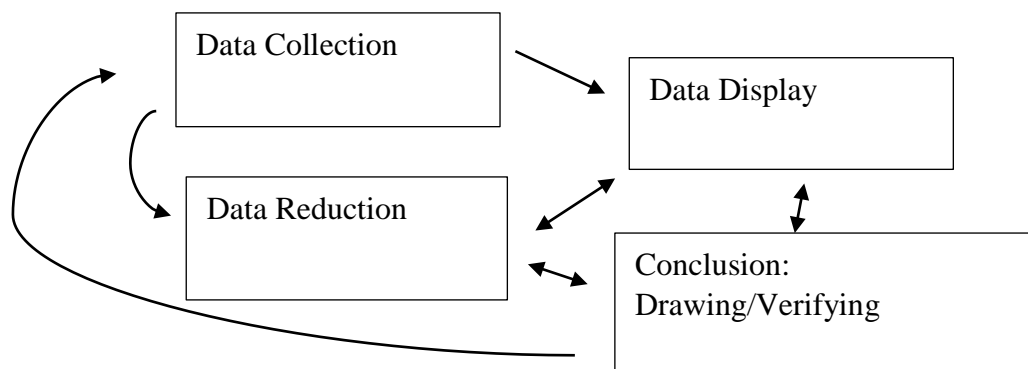 Data Collection
Data Display
Data Reduction
Conclusion:
Drawing/Verifying